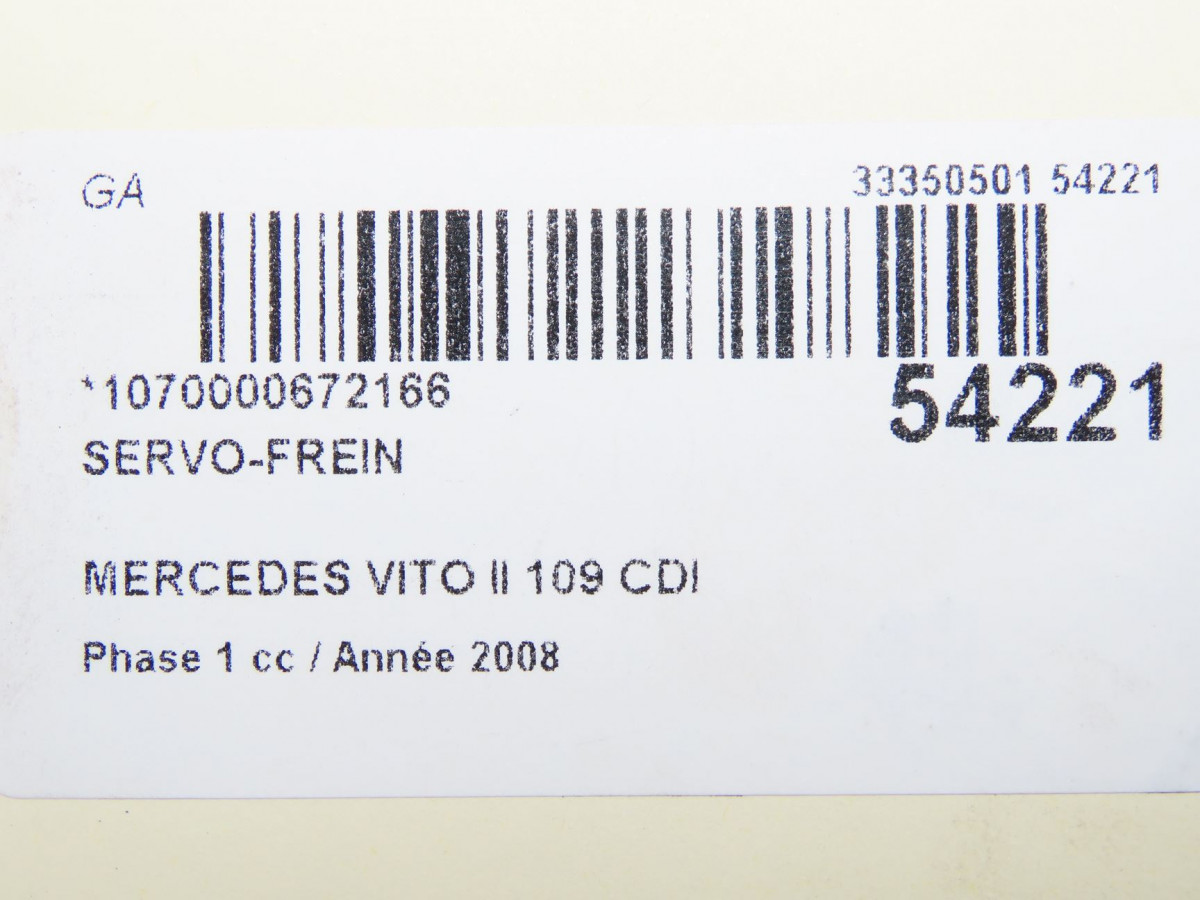 GA
33350501 54221
*1070000672166
54221
SERVO-FREIN
MERCEDES VITO II 109 CDI
Phase 1 cc / Année 2008